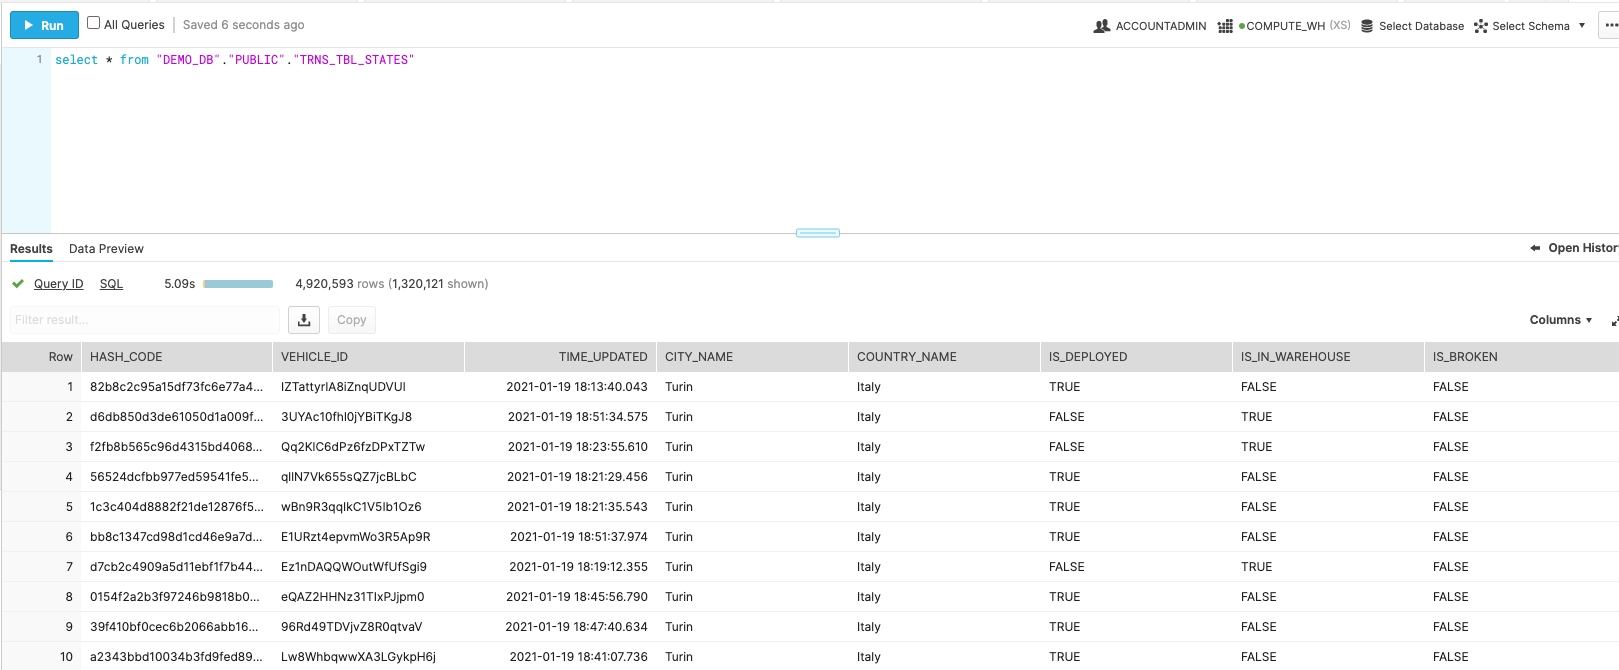 Run All Queries Saved 6 seconds ago ACCOUNTADMIN COMPUTE_WH (XS) Select Database Select Schema
1 select * from "DEMO_DB"."PUBLIC"."TRNS_TBL_STATES"
Results Data Preview Open Histor
Query ID SQL 5.09s 4,920,593 rows (1,320,121 shown)
Filter result... Copy Columns
Row HASH_CODE VEHICLE_ID TIME_UPDATED CITY_NAME COUNTRY_NAME IS_DEPLOYED IS_IN_WAREHOUSE IS_BROKEN
1 82b8c2c95a15df73fc6e77a4... IZTattyrIA8iZnqUDVUI 2021-01-19 18:13:40.043 Turin Italy TRUE FALSE FALSE
2 d6db850d3de61050d1a009f... 3UYAc10fhI0jYBiTKgJ8 2021-01-19 18:51:34.575 Turin Italy FALSE TRUE FALSE
3 f2fb8b565c96d4315bd4068... Qq2KlC6dPz6fzDPxTZTw 2021-01-19 18:23:55.610 Turin Italy FALSE TRUE FALSE
4 56524dcfbb977ed59541fe5... qIlN7Vk655sQZ7jcBLbC 2021-01-19 18:21:29.456 Turin Italy TRUE FALSE FALSE
5 1c3c404d8882f21de12876f5... wBn9R3qqIkC1V5Ib1Oz6 2021-01-19 18:21:35.543 Turin Italy TRUE FALSE FALSE
6 bb8c1347cd98d1cd46e9a7d... E1URzt4epvmWo3R5Ap9R 2021-01-19 18:51:37.974 Turin Italy TRUE FALSE FALSE
7 d7cb2c4909a5d11ebf1f7b44... Ez1nDAQQWOutWfUfSgi9 2021-01-19 18:19:12.355 Turin Italy FALSE TRUE FALSE
8 0154f2a2b3f97246b9818b0... eQAZ2HHNz31TIxPJjpm0 2021-01-19 18:45:56.790 Turin Italy TRUE FALSE FALSE
9 39f410bf0cec6b2066abb16... 96Rd49TDVjvZ8R0qtvaV 2021-01-19 18:47:40.634 Turin Italy TRUE FALSE FALSE
10 a2343bbd10034b3fd9fed89... Lw8WhbqwwXA3LGykpH6j 2021-01-19 18:41:07.736 Turin Italy TRUE FALSE FALSE